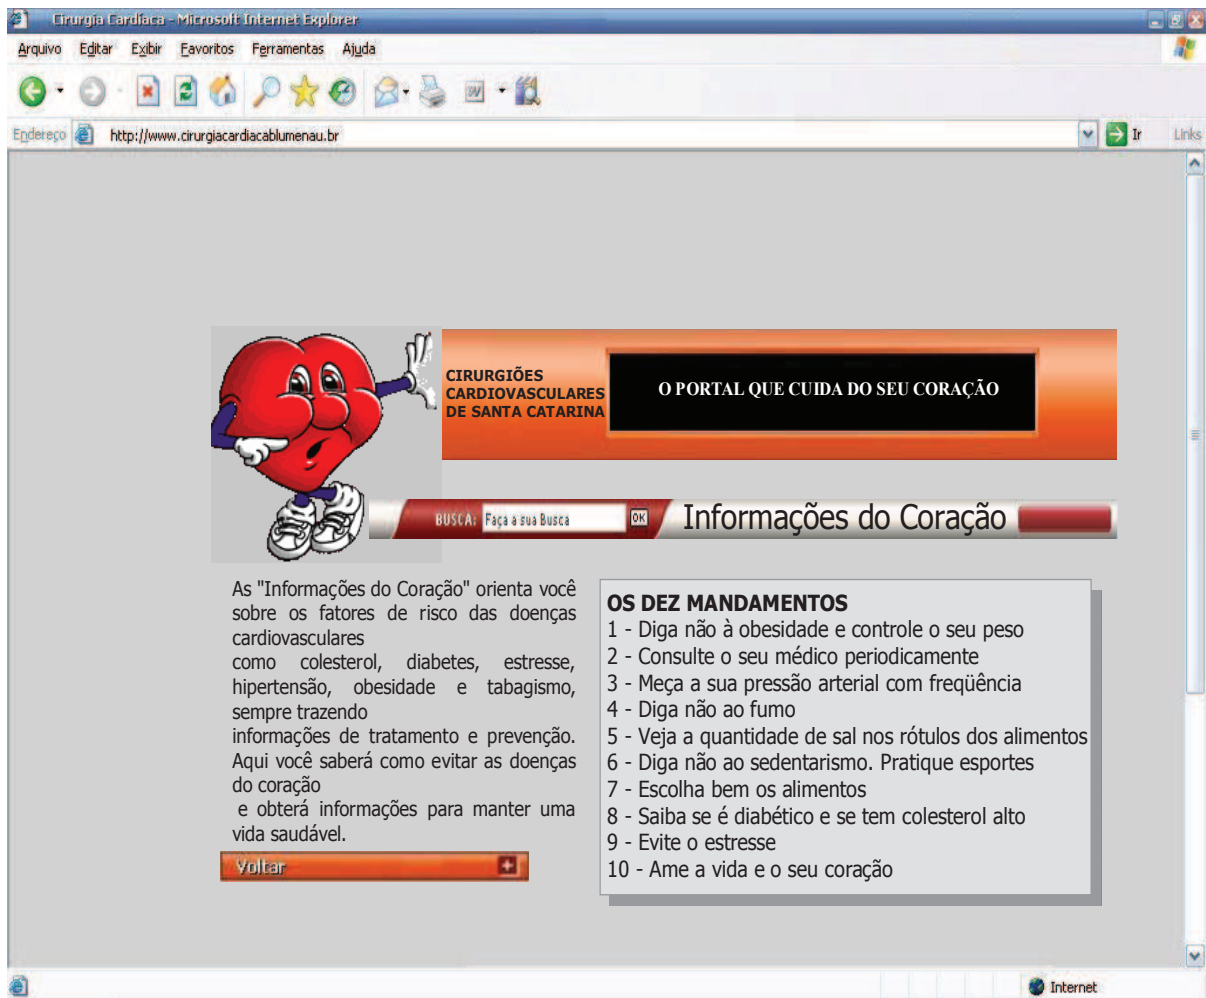 Cirurgia Cardíaca - Microsoft Internet Explorer
Arquivo Editar Exibir Favoritos Ferramentas Ajuda
Endereço http://www.cirurgiacardiacablumenau.br Ir Links
CIRURGIÕES
CARDIOVASCULARES
DE SANTA CATARINA
O PORTAL QUE CUIDA DO SEU CORAÇÃO
BUSCA: Faça a sua Busca OK Informações do Coração
As "Informações do Coração" orienta você
sobre os fatores de risco das doenças
cardiovasculares
como colesterol, diabetes, estresse,
hipertensão, obesidade e tabagismo,
sempre trazendo
informações de tratamento e prevenção.
Aqui você saberá como evitar as doenças
do coração
e obterá informações para manter uma
vida saudável.
Voltar
OS DEZ MANDAMENTOS
1 - Diga não à obesidade e controle o seu peso
2 - Consulte o seu médico periodicamente
3 - Meça a sua pressão arterial com freqüência
4 - Diga não ao fumo
5 - Veja a quantidade de sal nos rótulos dos alimentos
6 - Diga não ao sedentarismo. Pratique esportes
7 - Escolha bem os alimentos
8 - Saiba se é diabético e se tem colesterol alto
9 - Evite o estresse
10 - Ame a vida e o seu coração
Internet